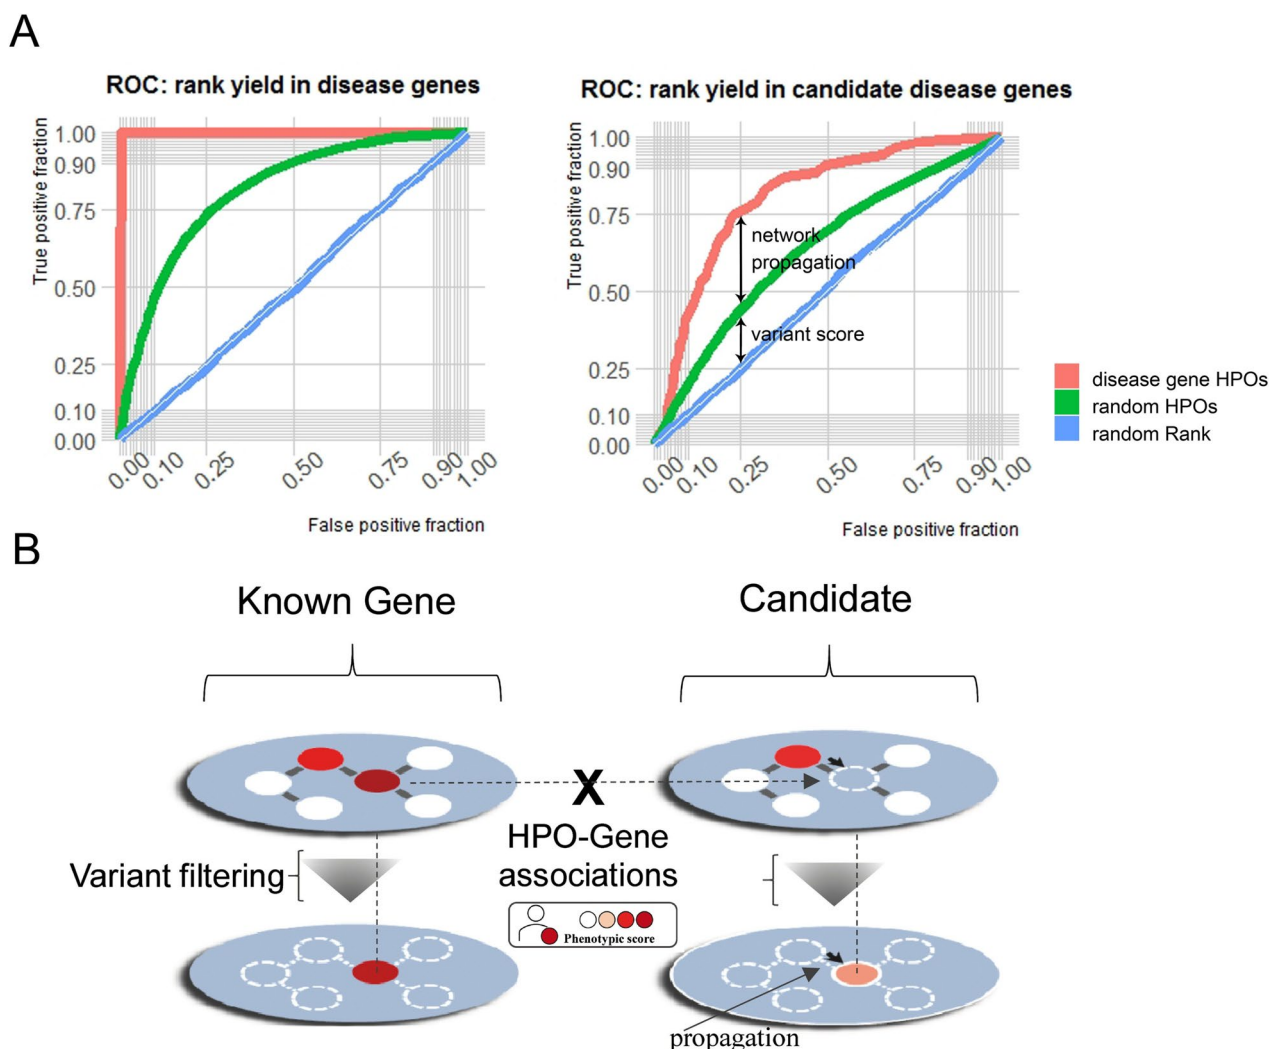 A
ROC: rank yield in disease genes
True positive fraction
1.00
0.90
0.75
0.50
0.25
0.10
0.00
0.00 0.10 0.25 0.50 0.75 0.90 1.00
False positive fraction
ROC: rank yield in candidate disease genes
True positive fraction
1.00
0.90
0.75
0.50
0.25
0.10
0.00
network
propagation
variant score
0.00 0.10 0.25 0.50 0.75 0.90 1.00
False positive fraction
disease gene HPOs
random HPOs
random Rank
B
Known Gene
Candidate
X
HPO-Gene
associations
Variant filtering
Phenotypic score
propagation